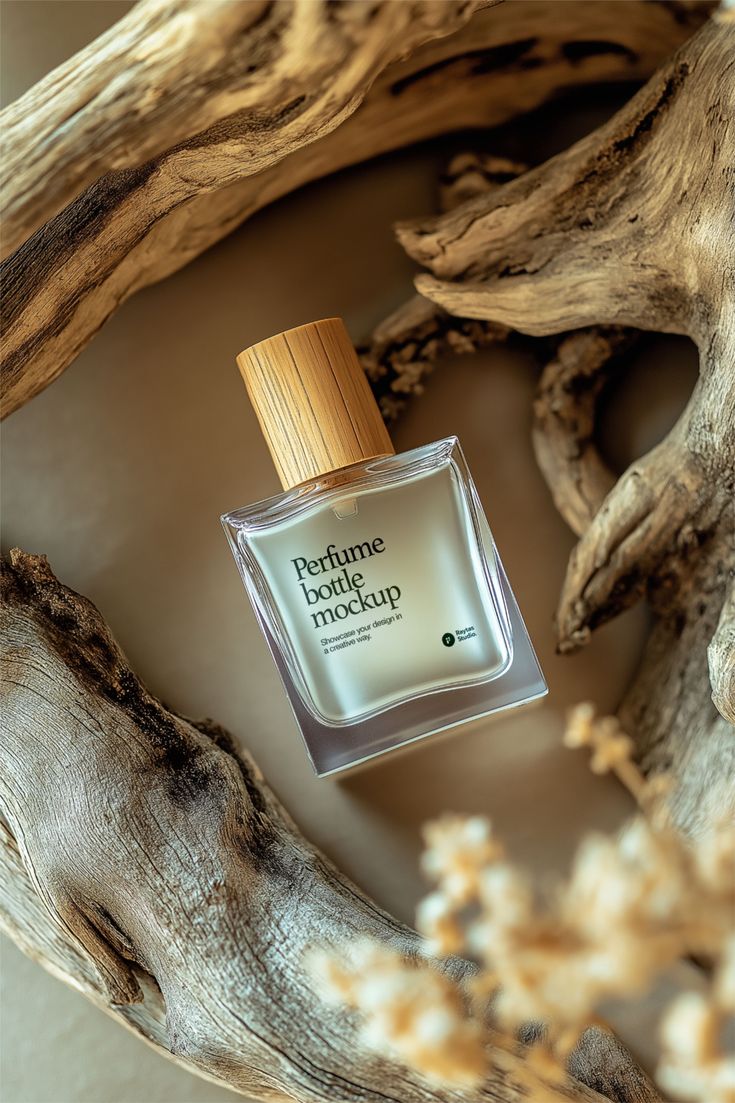 Perfume
bottle
mockup
Showcase your design in
a creative way.
Raytas
Studio.